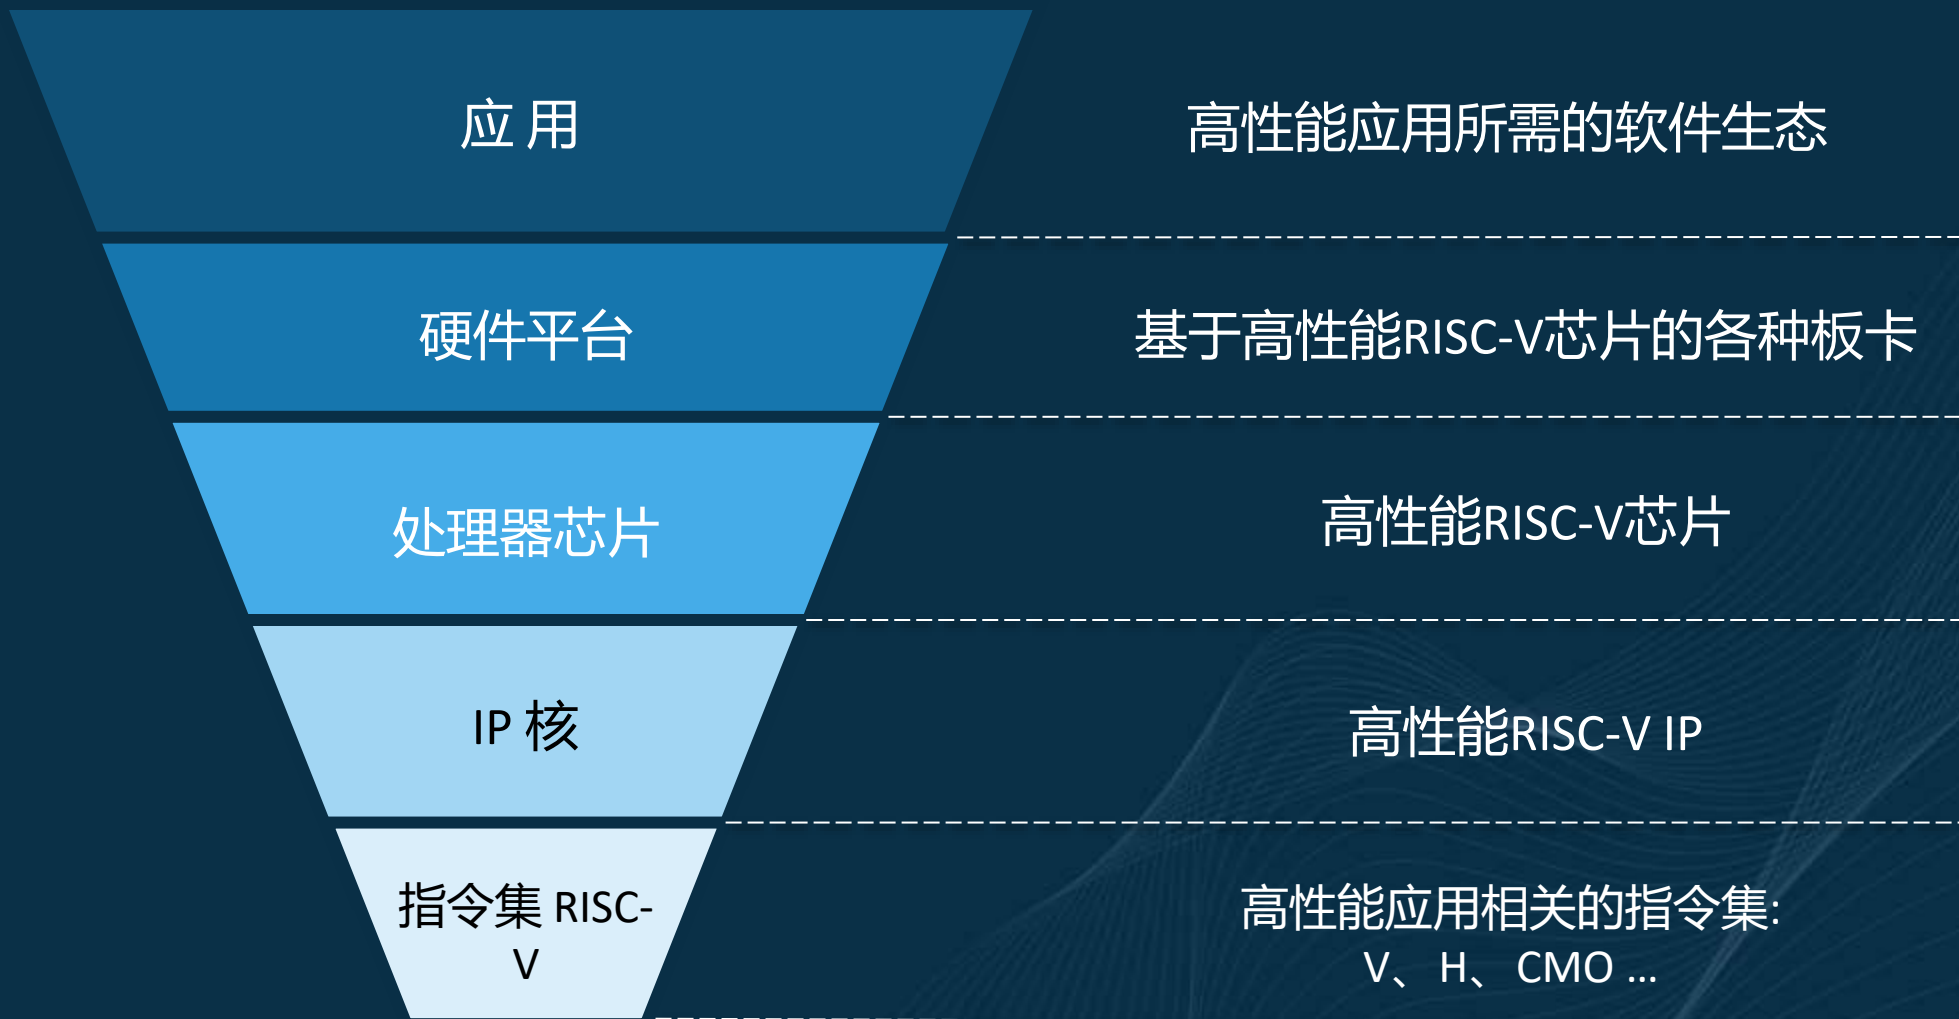 应 用
高性能应用所需的软件生态
硬件平台
基于高性能RISC-V芯片的各种板卡
处理器芯片
高性能RISC-V芯片
IP 核
高性能RISC-V IP
指令集 RISC-
V
高性能应用相关的指令集:
V、 H、 CMO ...